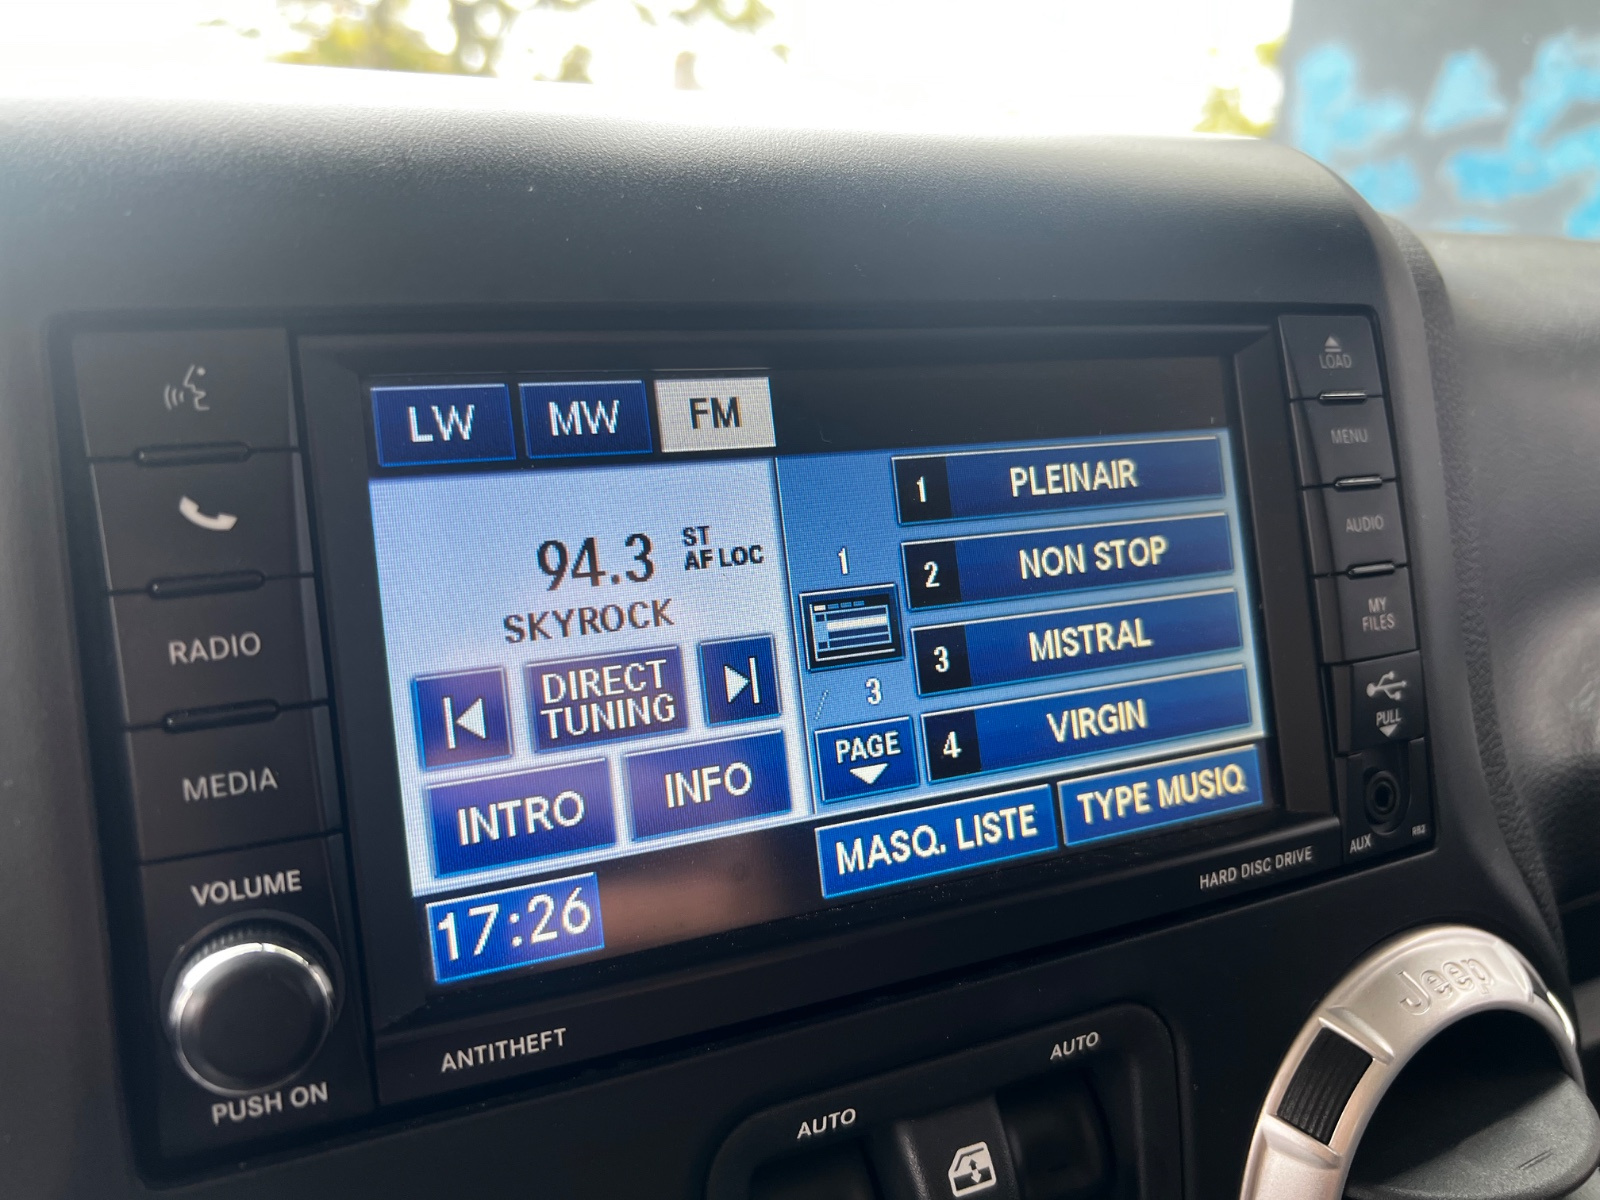 LW
MW
FM
94.3
ST
AF LOC
SKYROCK
DIRECT
TUNING
INTRO
INFO
17:26
1
/ 3
PAGE
1 PLEINAIR
2 NON STOP
3 MISTRAL
4 VIRGIN
MASQ. LISTE
TYPE MUSIQ
RADIO
MEDIA
VOLUME
PUSH ON
ANTITHEFT
LOAD
MENU
AUDIO
MY
FILES
PULL
AUX
RB2
HARD DISC DRIVE
AUTO
AUTO
Jeep